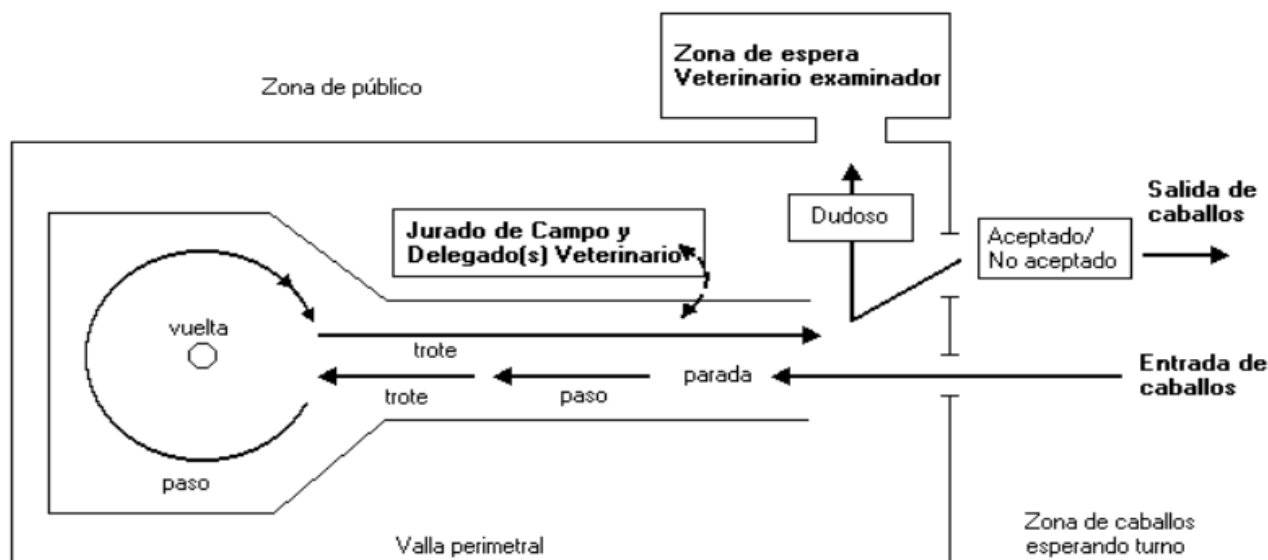 Zona de espera
Veterinario examinador
Zona de público
Dudoso
Salida de
caballos
Jurado de Campo y
Delegado(s) Veterinario
Aceptado/
No aceptado
vuelta
trote
Entrada de
caballos
parada
trote
paso
paso
Zona de caballos
esperando turno
Valla perimetral